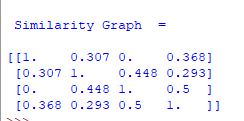 Similarity Graph  =
[[1.    0.307 0.    0.368]
 [0.307 1.    0.448 0.293]
 [0.    0.448 1.    0.5  ]
 [0.368 0.293 0.5   1.   ]]
>>>